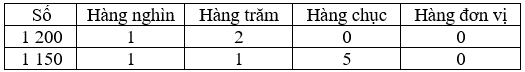 Số Hàng nghìn Hàng trăm Hàng chục Hàng đơn vị
1 200 1 2 0 0
1 150 1 1 5 0